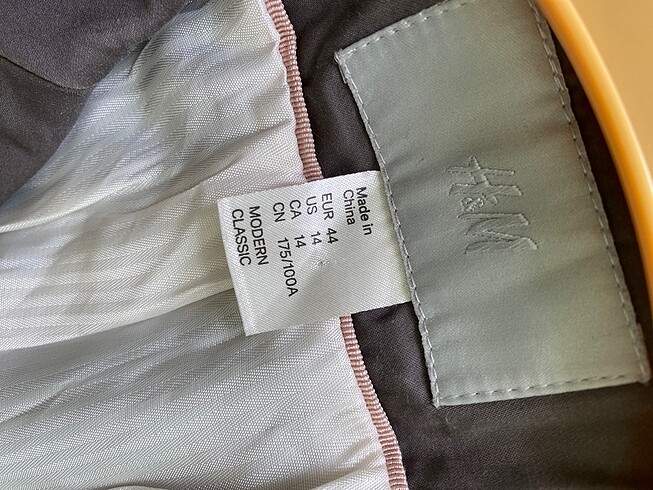 H&M
Made in
China
EUR 44
US 14
CA 14
CN 175/100A
MODERN
CLASSIC